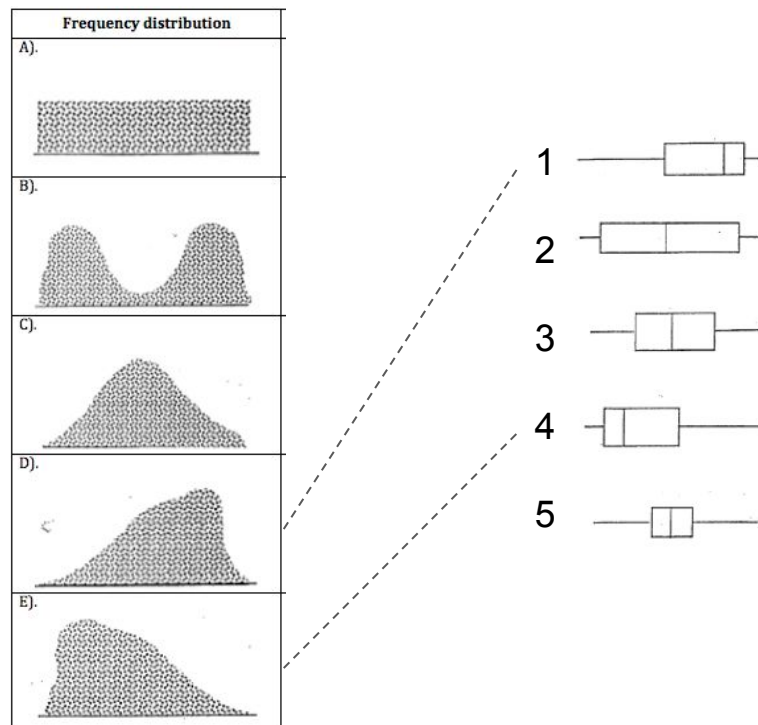 Frequency distribution
A).
B).
C).
D).
E).
1
2
3
4
5